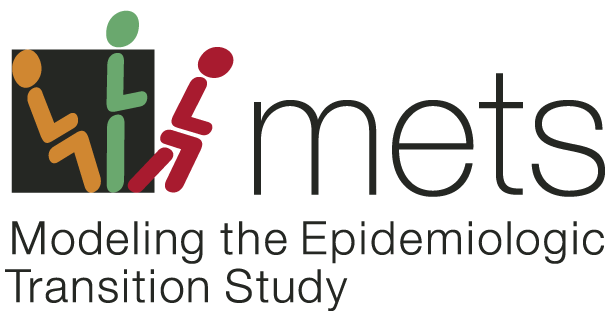 mets
Modeling the Epidemiologic
Transition Study